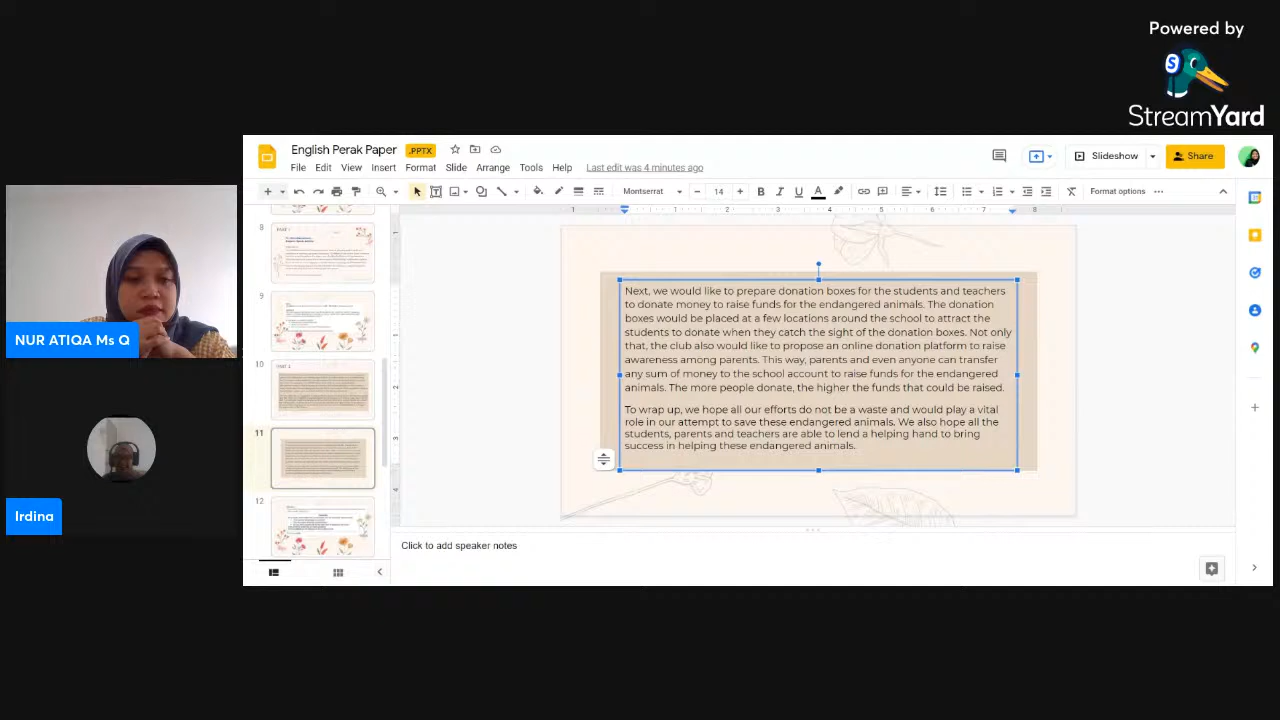 Powered by
S
StreamYard
English Perak Paper
.PPTX
File Edit View Insert Format Slide Arrange Tools Help
Last edit was 4 minutes ago
Slideshow
Share
Montserrat
14
B I U A
Format options
1 1 2 3 4 5 6 7 8
NUR ATIQA Ms Q
Irdina
8
9
10
11
12
Next, we would like to prepare donation boxes for the students and teachers
to donate money to raise funds for the endangered animals. The donation
boxes would be placed at a few locations around the school to attract the
students to donate when they catch the sight of the donation boxes. Not only
that, the club also would like to propose an online donation platform to raise
awareness among parents. This way, parents and even anyone can transfer
any sum of money to the school account to raise funds for the endangered
animals. The more people donate, the higher the funds that could be raised.
To wrap up, we hope all our efforts do not be a waste and would play a vital
role in our attempt to save these endangered animals. We also hope all the
students, parents and teachers are able to lend a helping hand to bring
success in helping these endangered animals.
Click to add speaker notes